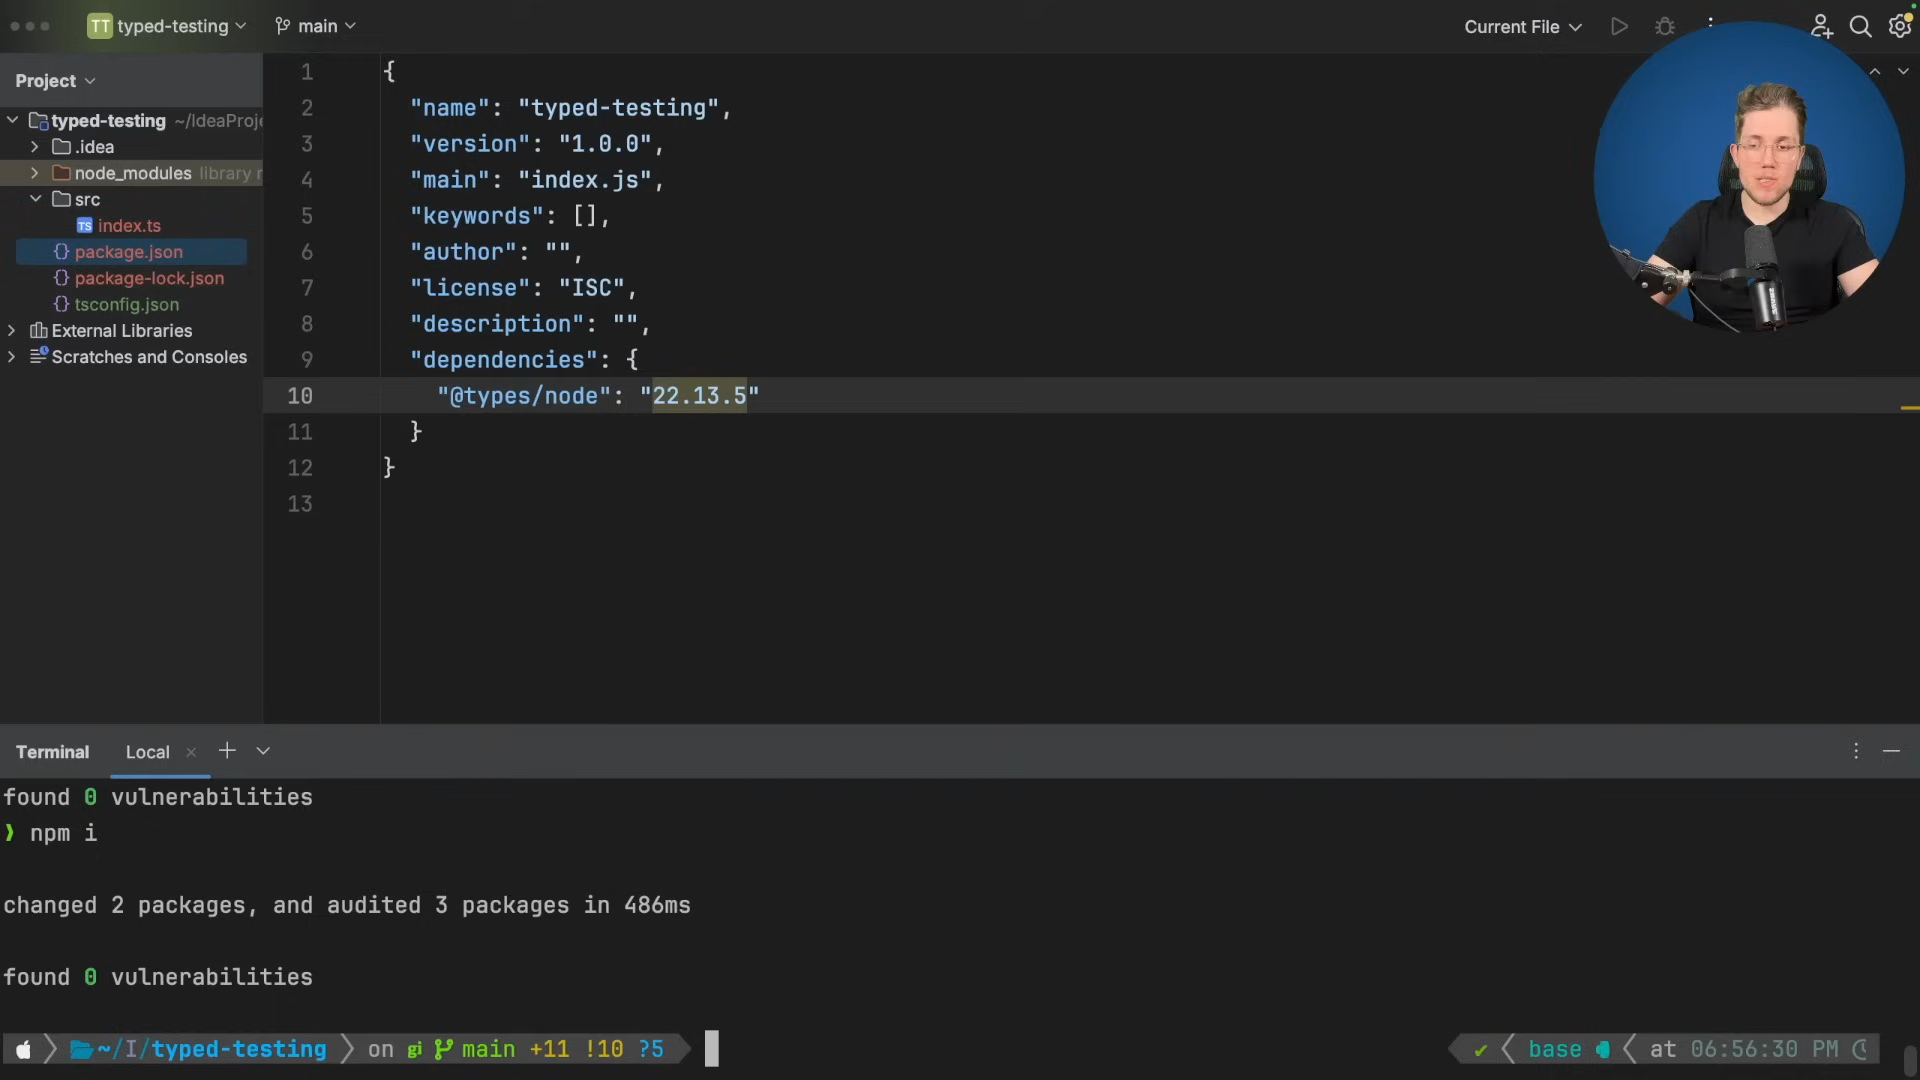 TT typed-testing
main
Current File
Project
typed-testing ~/IdeaProj
.idea
node_modules library r
src
TS index.ts
package.json
package-lock.json
tsconfig.json
External Libraries
Scratches and Consoles
1 {
2 "name": "typed-testing",
3 "version": "1.0.0",
4 "main": "index.js",
5 "keywords": [],
6 "author": "",
7 "license": "ISC",
8 "description": "",
9 "dependencies": {
10 "@types/node": "22.13.5"
11 }
12 }
13
Terminal
Local
found 0 vulnerabilities
❯ npm i
changed 2 packages, and audited 3 packages in 486ms
found 0 vulnerabilities
~/I/typed-testing on gi main +11 !10 ?5
✔ base at 06:56:30 PM